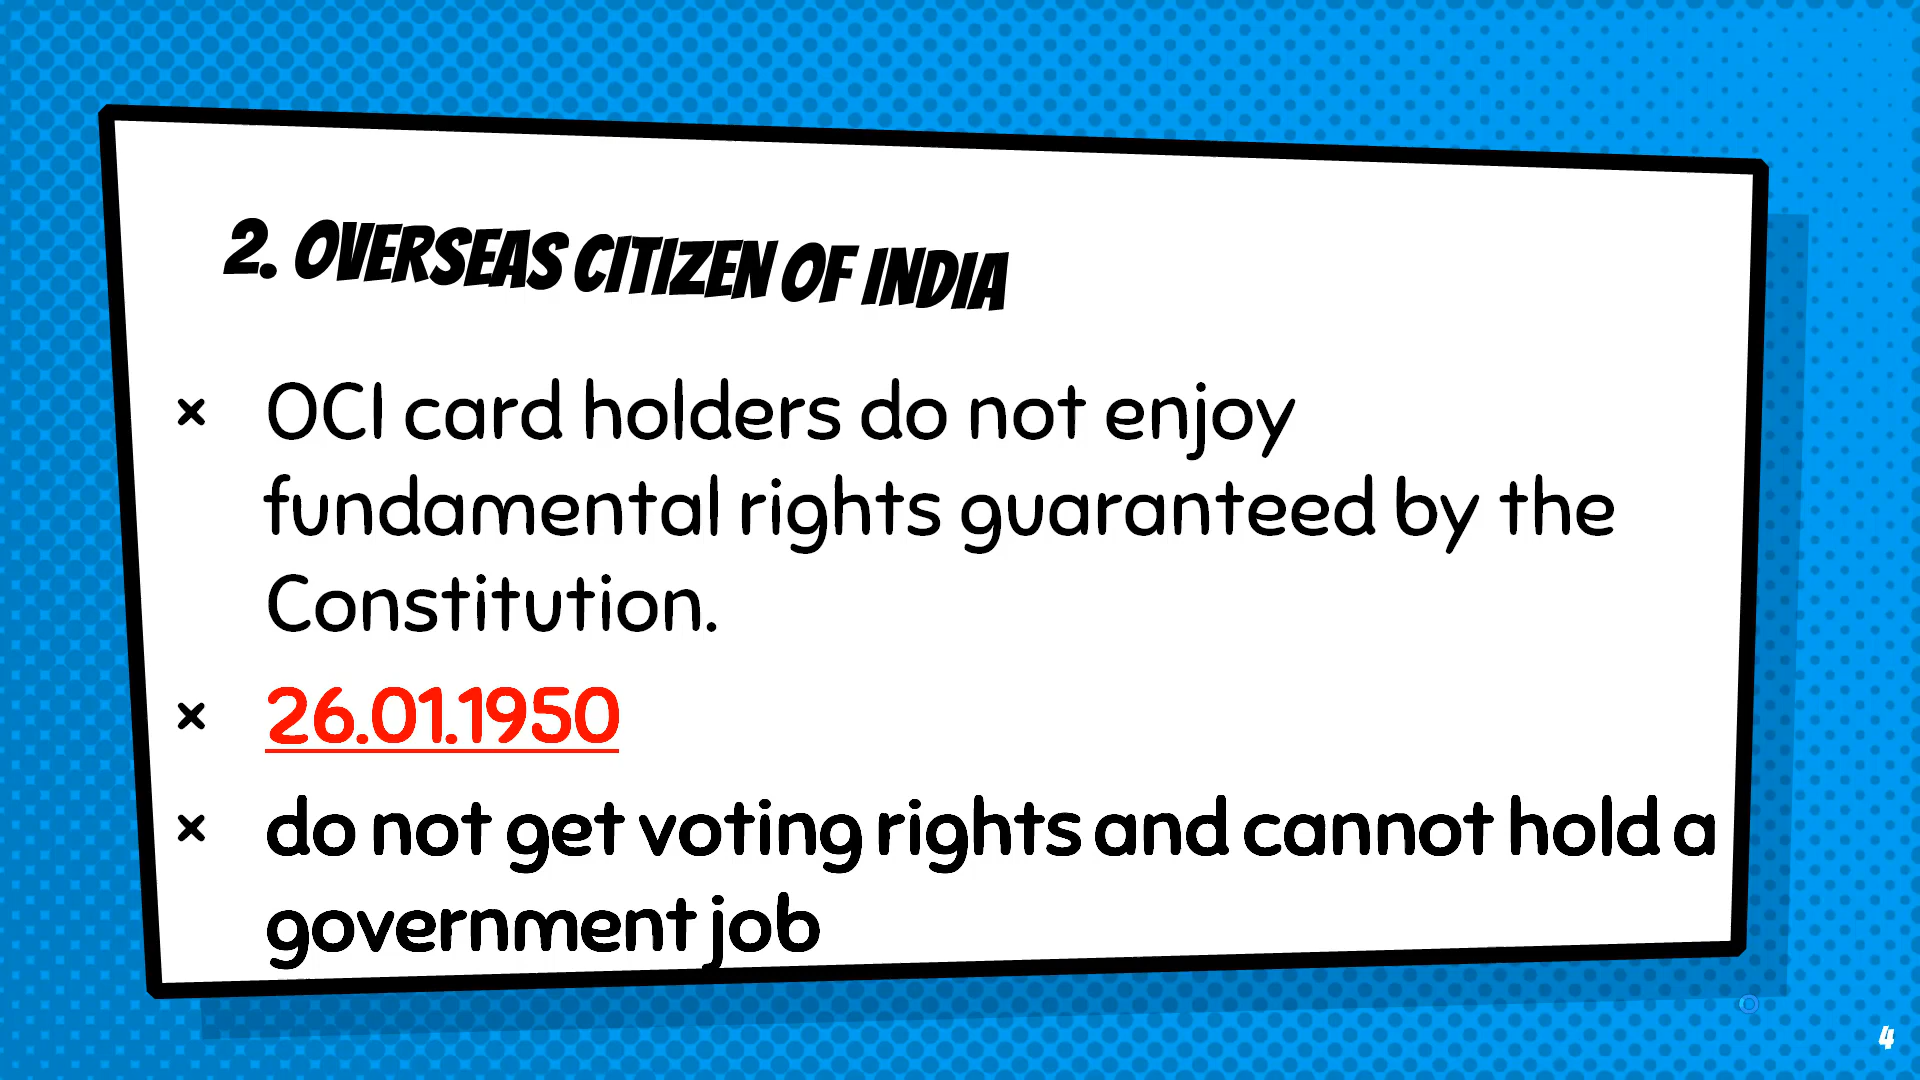 2. OVERSEAS CITIZEN OF INDIA
× OCI card holders do not enjoy
fundamental rights guaranteed by the
Constitution.
× 26.01.1950
× do not get voting rights and cannot hold a
government job
4